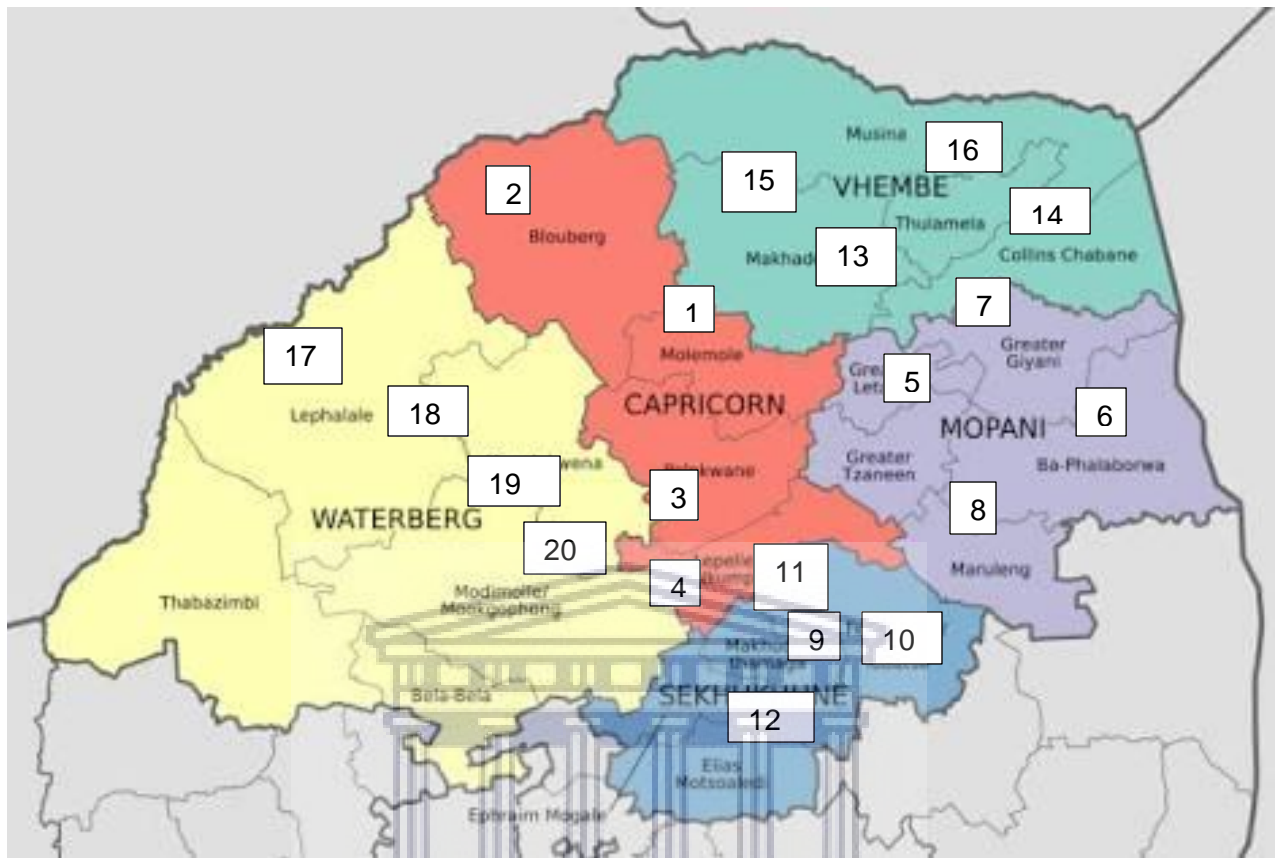 Musina
16
15
VHEMBE
2
14
Thulamela
Blouberg
13
Collins Chabane
Makhad
7
1
17
Greater
Giyani
Molemole
5
6
18
Lephalale
CAPRICORN
MOPANI
Greater
Tzaneen
Ba-Phalaborwa
wena
19
3
8
WATERBERG
20
11
4
Maruleng
Thabazimbi
Modimolle/
Mookgophong
9
10
SEKHUKHUNE
Bela-Bela
12
Elias
Motsoaledi
Ephraim Mogale